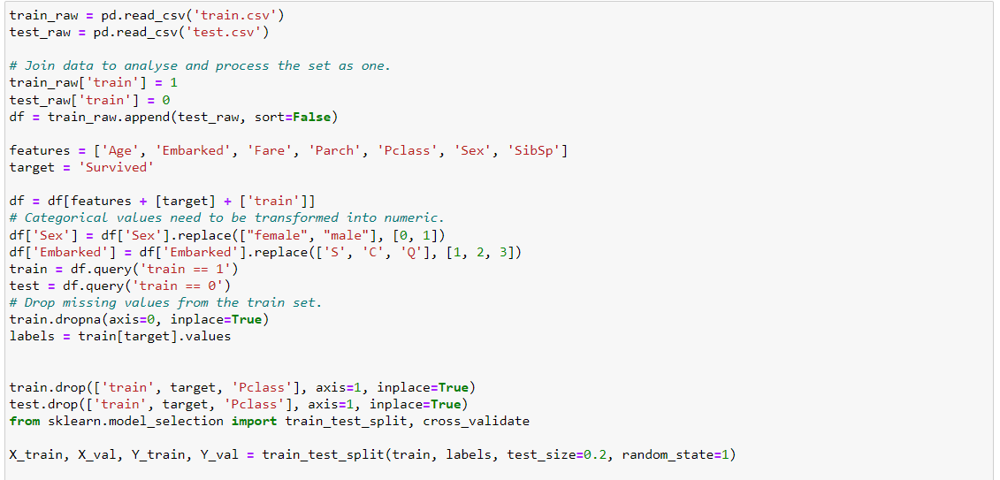 train_raw = pd.read_csv('train.csv')
test_raw = pd.read_csv('test.csv')
# Join data to analyse and process the set as one.
train_raw['train'] = 1
test_raw['train'] = 0
df = train_raw.append(test_raw, sort=False)
features = ['Age', 'Embarked', 'Fare', 'Parch', 'Pclass', 'Sex', 'SibSp']
target = 'Survived'
df = df[features + [target] + ['train']]
# Categorical values need to be transformed into numeric.
df['Sex'] = df['Sex'].replace(["female", "male"], [0, 1])
df['Embarked'] = df['Embarked'].replace(['S', 'C', 'Q'], [1, 2, 3])
train = df.query('train == 1')
test = df.query('train == 0')
# Drop missing values from the train set.
train.dropna(axis=0, inplace=True)
labels = train[target].values
train.drop(['train', target, 'Pclass'], axis=1, inplace=True)
test.drop(['train', target, 'Pclass'], axis=1, inplace=True)
from sklearn.model_selection import train_test_split, cross_validate
X_train, X_val, Y_train, Y_val = train_test_split(train, labels, test_size=0.2, random_state=1)